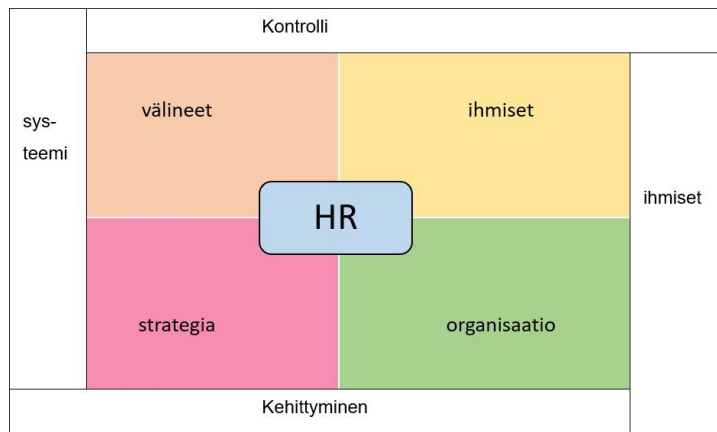 Kontrolli
sys-
teemi
välineet
ihmiset
ihmiset
HR
strategia
organisaatio
Kehittyminen